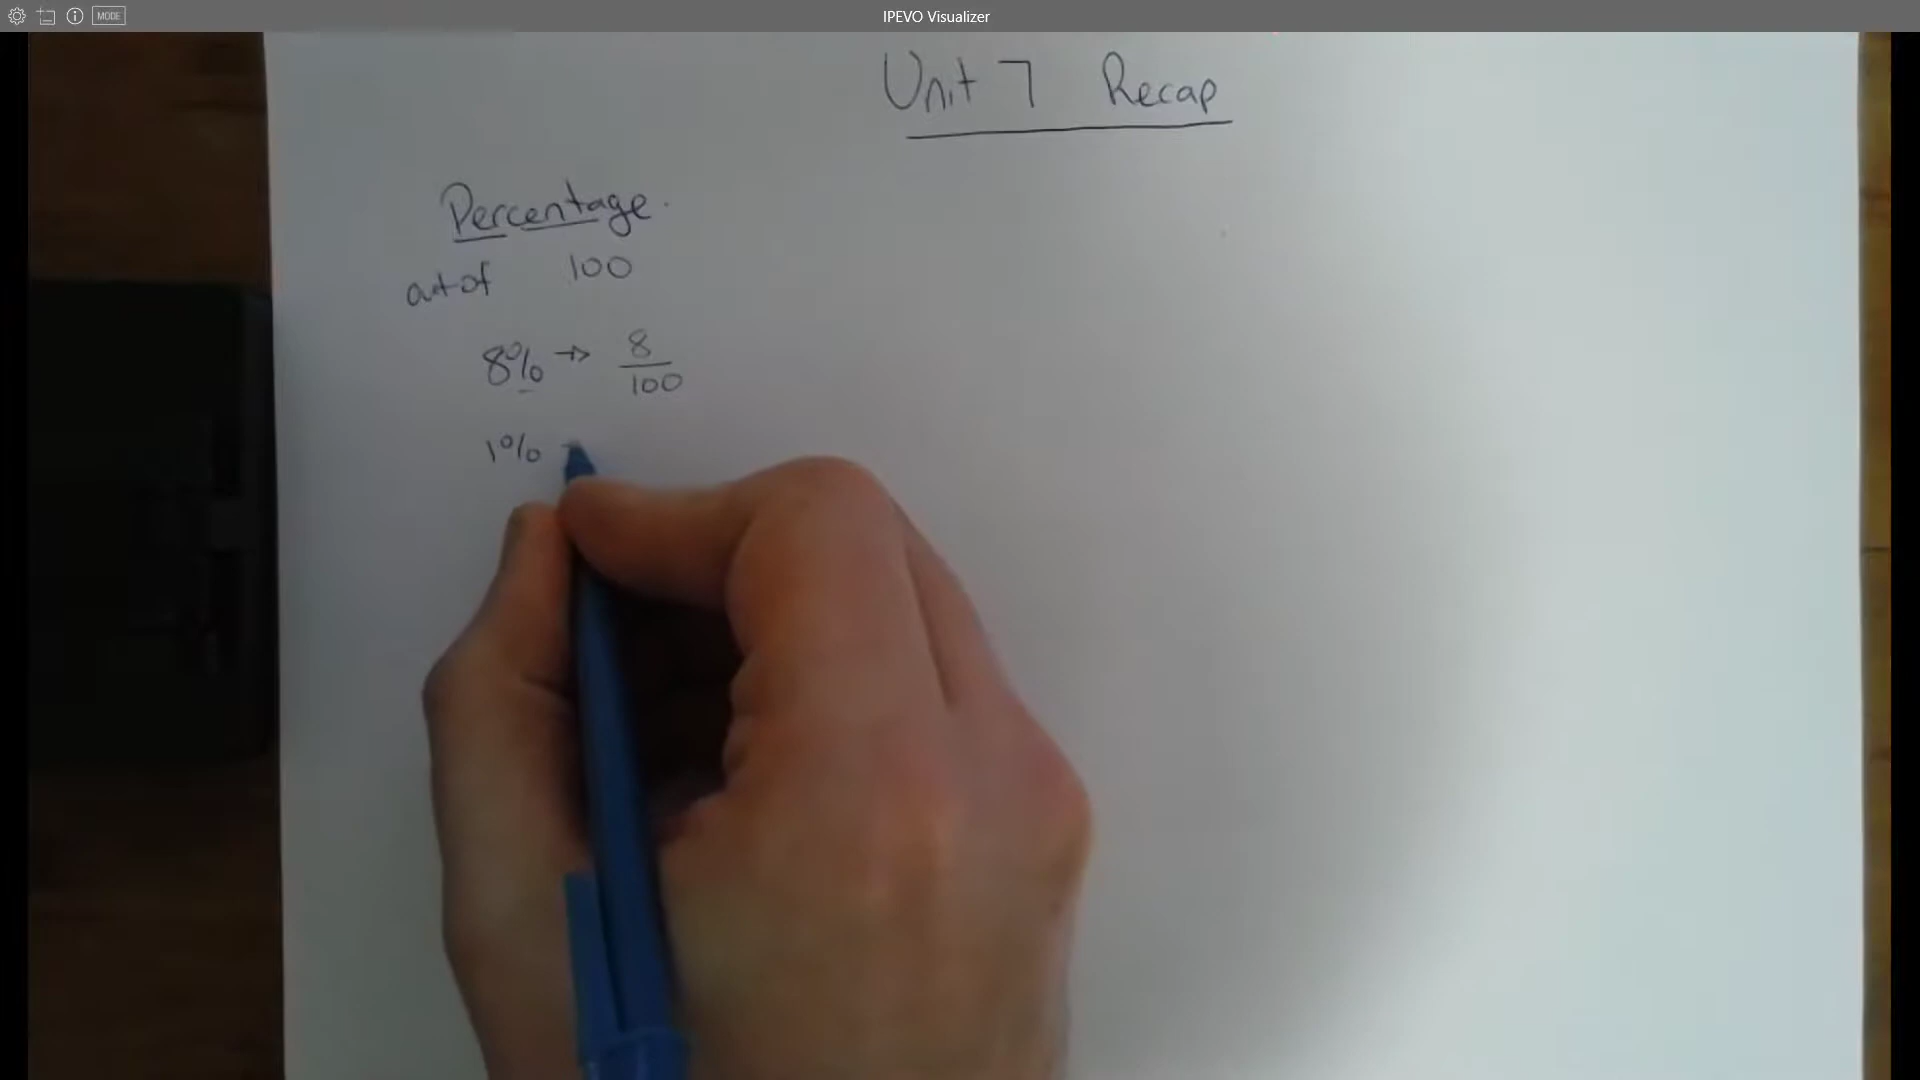 MODE
IPEVO Visualizer
Unit 7 Recap
Percentage.
out of 100
8% → 8/100
1%